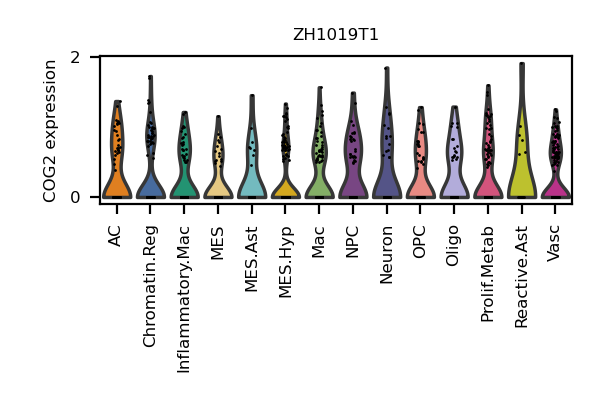 ZH1019T1
COG2 expression
2
0
AC
Chromatin.Reg
Inflammatory.Mac
MES
MES.Ast
MES.Hyp
Mac
NPC
Neuron
OPC
Oligo
Prolif.Metab
Reactive.Ast
Vasc